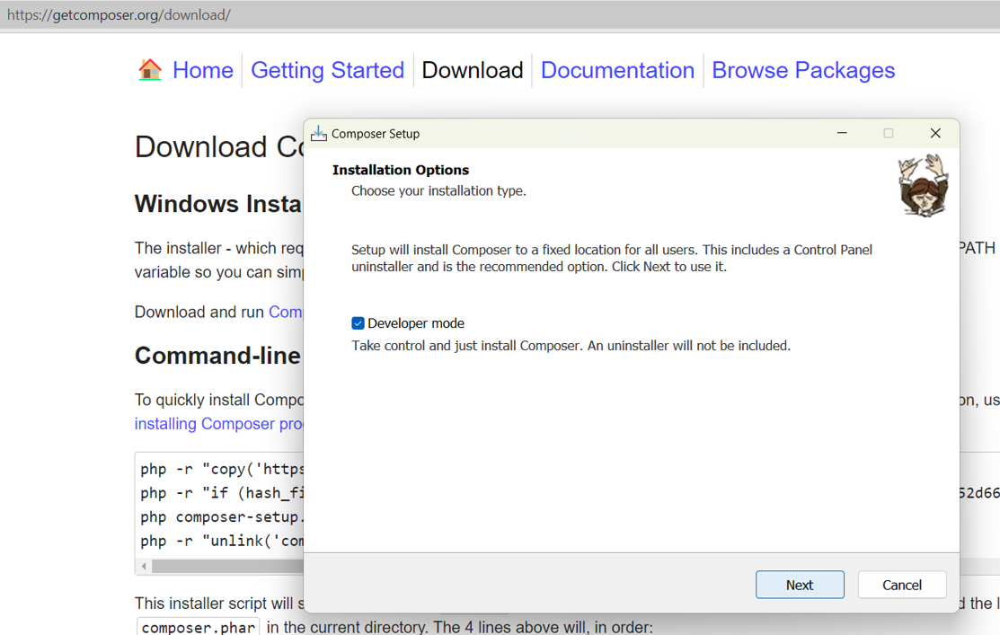 https://getcomposer.org/download/
Home Getting Started Download Documentation Browse Packages
Download Co
Composer Setup
Installation Options
Choose your installation type.
Windows Insta
The installer - which req
PATH
variable so you can sim
Setup will install Composer to a fixed location for all users. This includes a Control Panel
uninstaller and is the recommended option. Click Next to use it.
Download and run Com
Developer mode
Take control and just install Composer. An uninstaller will not be included.
Command-line
To quickly install Compo
on, us
installing Composer pro
php -r "copy('https
php -r "if (hash_fi
52d66
php composer-setup.
php -r "unlink('com
Next Cancel
This installer script will s
d the l
composer.phar in the current directory. The 4 lines above will, in order: